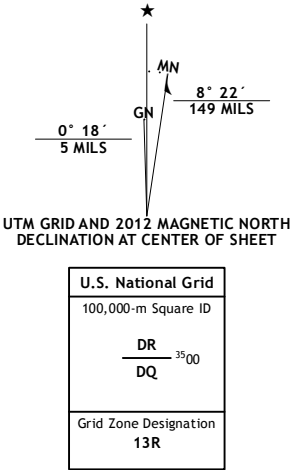 ★
MN
GN
8° 22´
149 MILS
0° 18´
5 MILS
UTM GRID AND 2012 MAGNETIC NORTH
DECLINATION AT CENTER OF SHEET
U.S. National Grid
100,000-m Square ID
DR
3500
DQ
Grid Zone Designation
13R